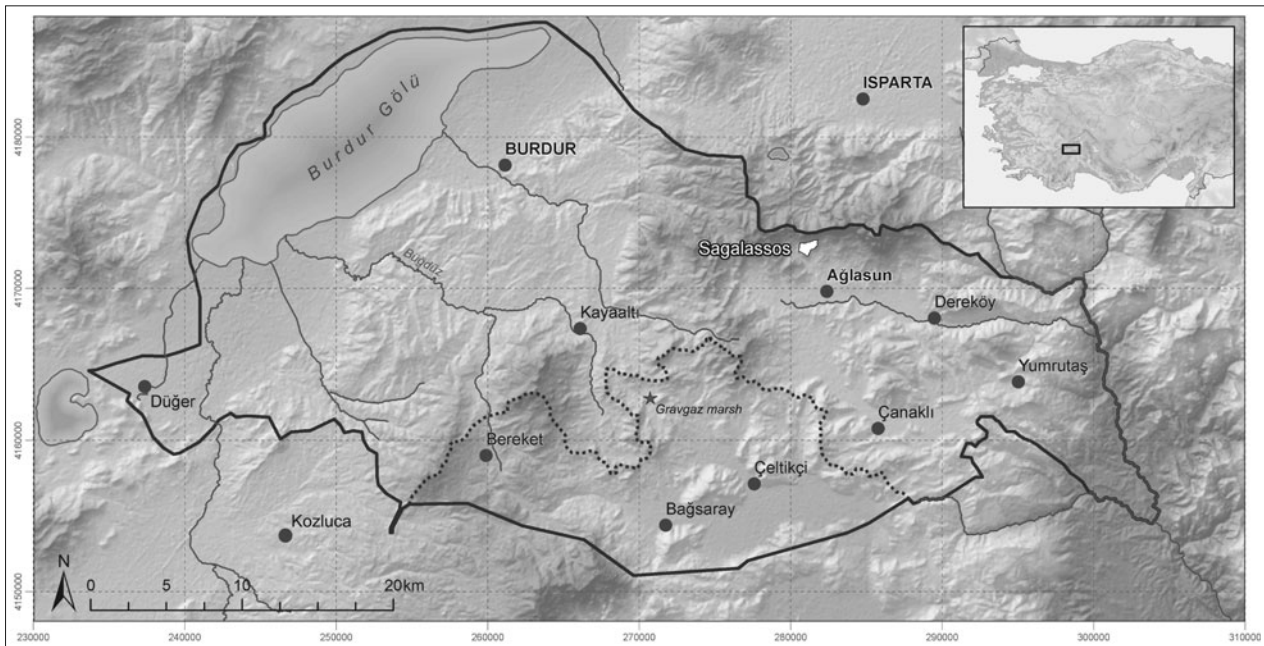 ISPARTA
Burdur Gölü
BURDUR
Sagalassos
Buğdüz
Ağlasun
Dereköy
Kayaaltı
Yumrutaş
Düğer
Gravgaz marsh
Çanaklı
Bereket
Çeltikçi
Bağsaray
Kozluca
N
0 5 10 20km
4180000
4170000
4160000
4150000
230000 240000 250000 260000 270000 280000 290000 300000 310000